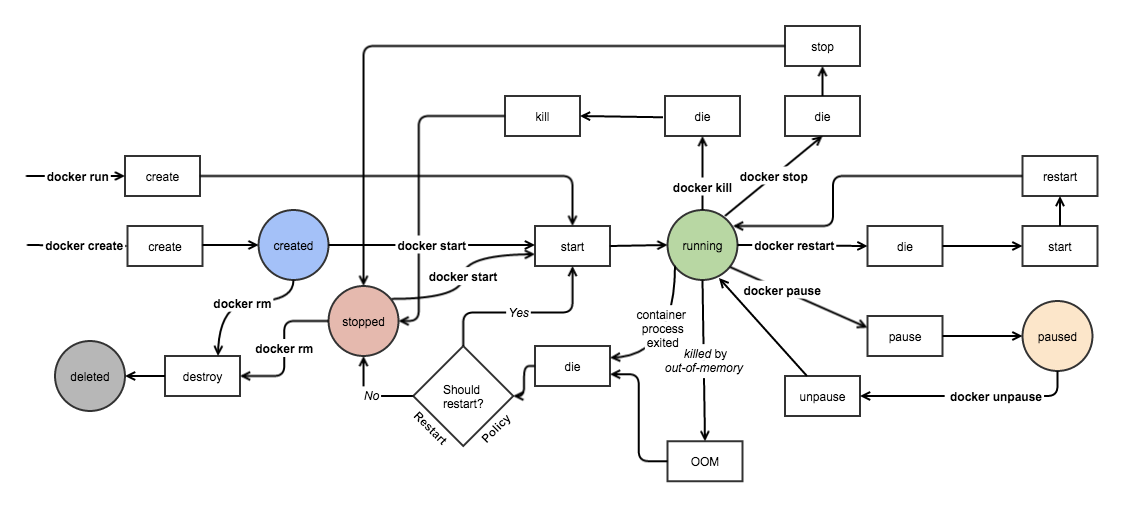 stop
kill
die
die
docker run
create
docker kill
docker stop
restart
docker create
create
created
docker start
start
running
docker restart
die
start
docker start
docker pause
docker rm
stopped
Yes
container
process
exited
pause
paused
docker rm
killed by
out-of-memory
deleted
destroy
No
Should
restart?
die
unpause
docker unpause
Restart
Policy
OOM